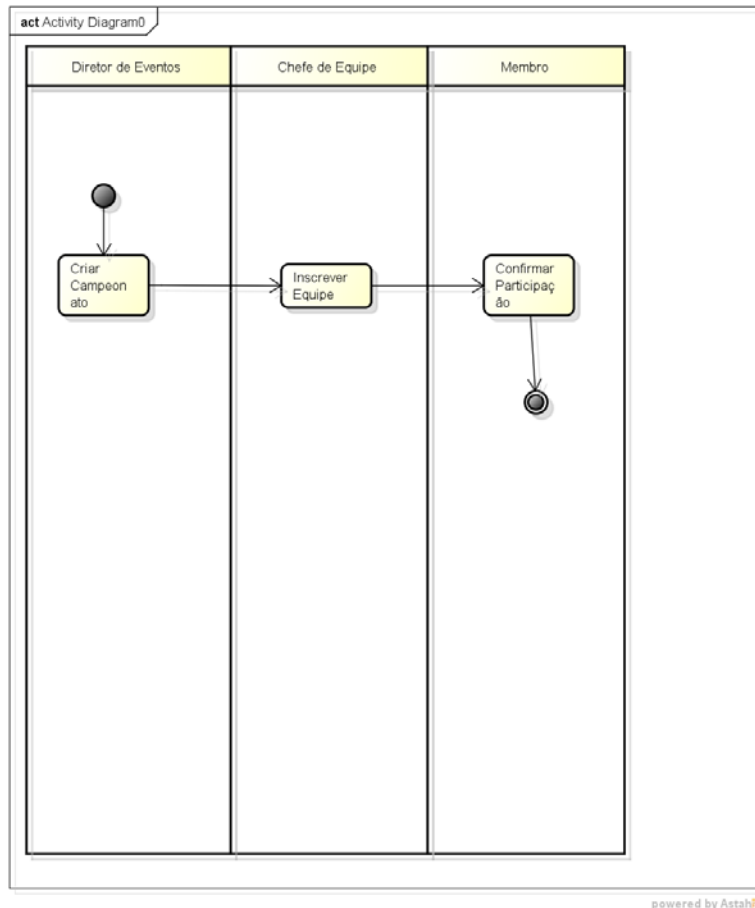 act Activity Diagram0
Diretor de Eventos
Chefe de Equipe
Membro
Criar
Campeon
ato
Inscrever
Equipe
Confirmar
Participaç
ão
powered by Astah